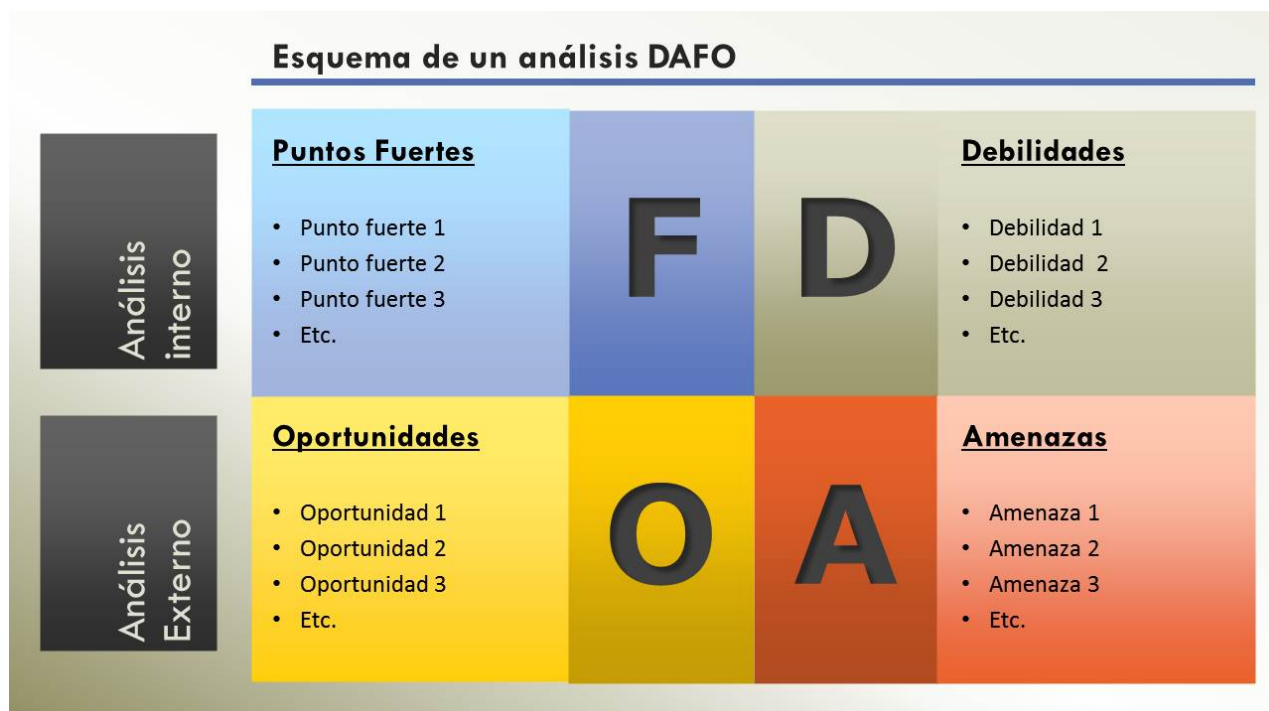 Esquema de un análisis DAFO
Análisis
interno
Puntos Fuertes
• Punto fuerte 1
• Punto fuerte 2
• Punto fuerte 3
• Etc.
F
D
Debilidades
• Debilidad 1
• Debilidad  2
• Debilidad 3
• Etc.
Análisis
Externo
Oportunidades
• Oportunidad 1
• Oportunidad 2
• Oportunidad 3
• Etc.
O
A
Amenazas
• Amenaza 1
• Amenaza 2
• Amenaza 3
• Etc.